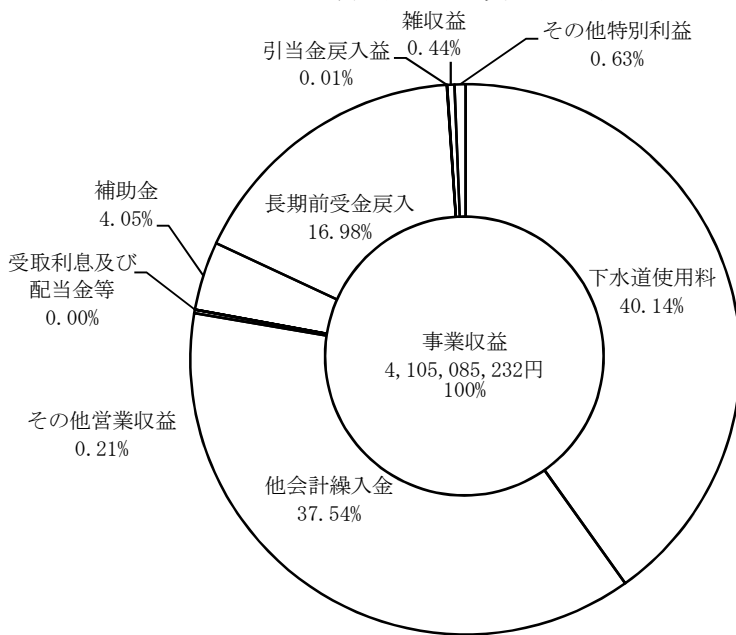 雑収益
0.44%
その他特別利益
0.63%
引当金戻入益
0.01%
補助金
4.05%
長期前受金戻入
16.98%
受取利息及び
配当金等
0.00%
下水道使用料
40.14%
事業収益
4,105,085,232円
100%
その他営業収益
0.21%
他会計繰入金
37.54%